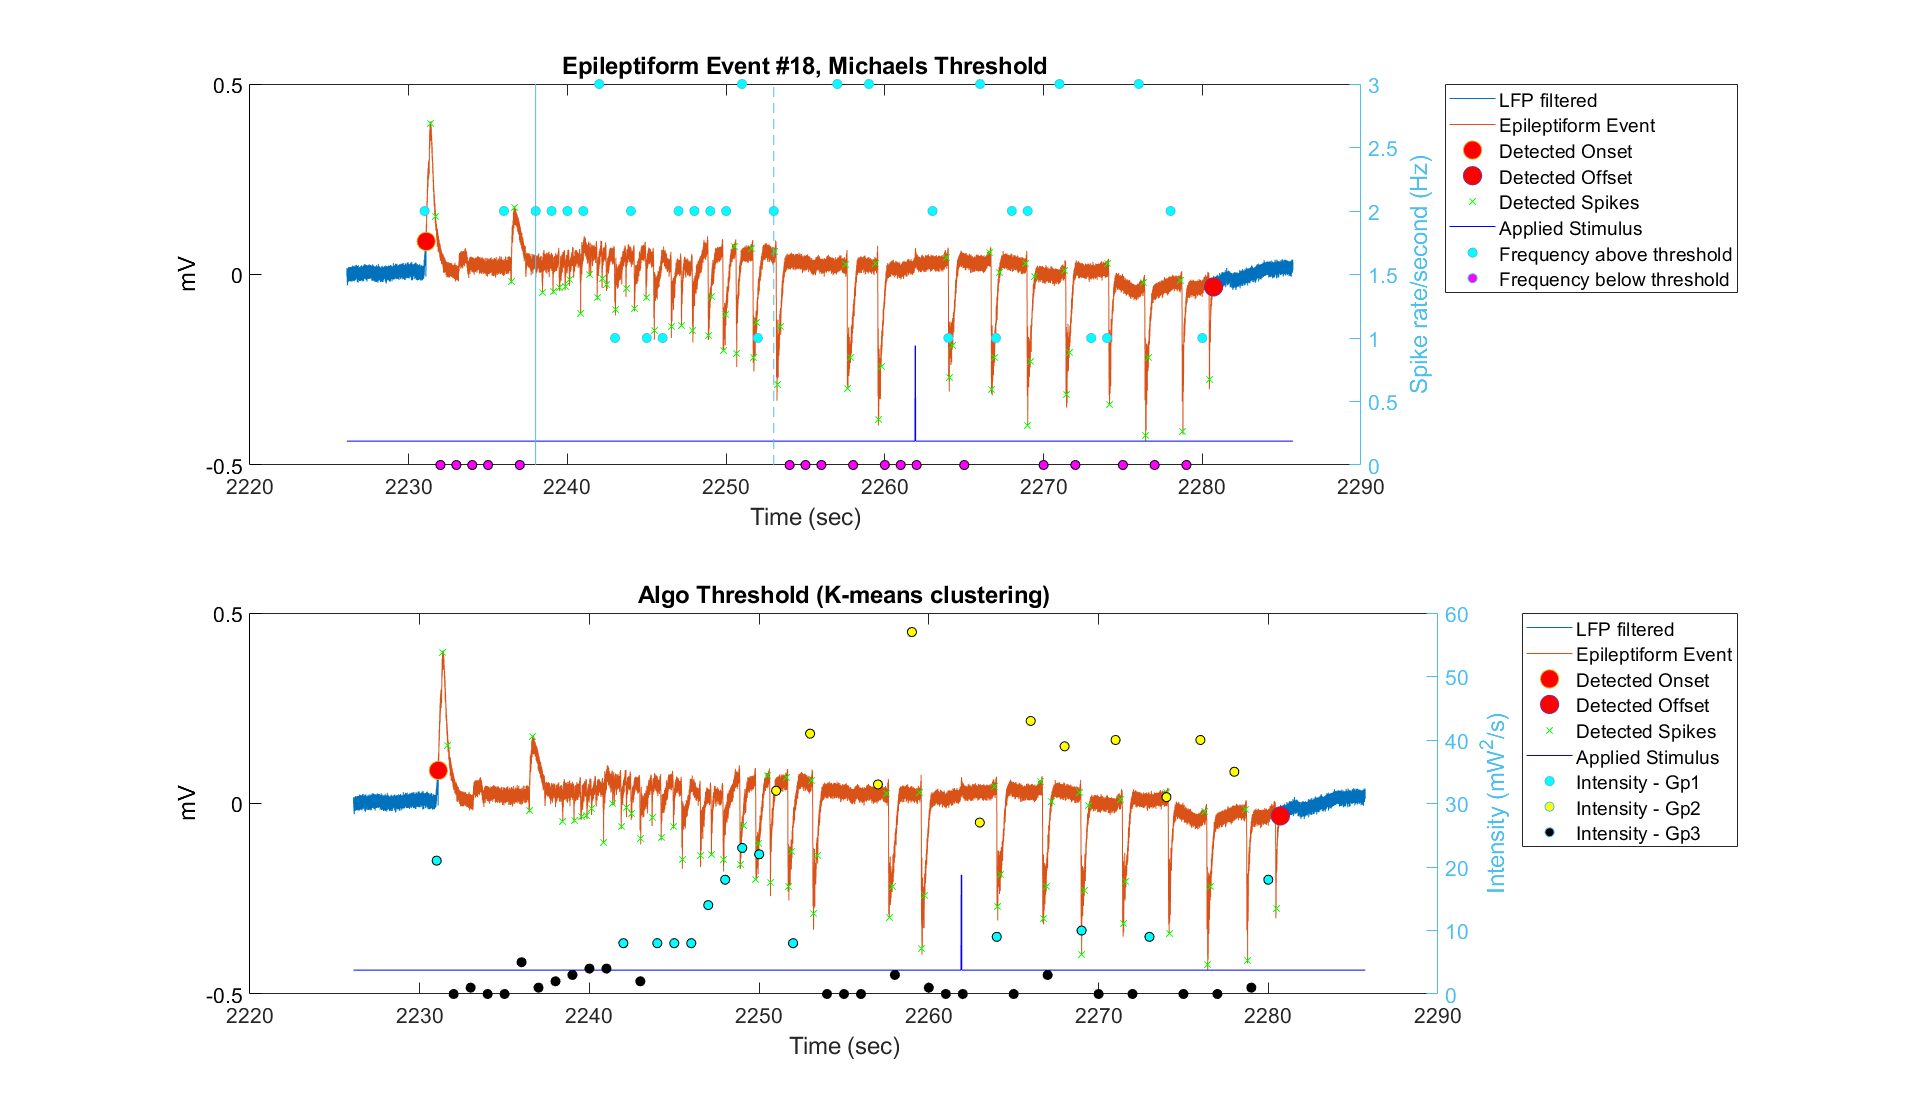 Epileptiform Event #18, Michaels Threshold
0.5
0
-0.5
mV
2220
2230
2240
2250
2260
2270
2280
2290
Time (sec)
3
2.5
2
1.5
1
0.5
0
Spike rate/second (Hz)
LFP filtered
Epileptiform Event
Detected Onset
Detected Offset
Detected Spikes
Applied Stimulus
Frequency above threshold
Frequency below threshold
Algo Threshold (K-means clustering)
0.5
0
-0.5
mV
2220
2230
2240
2250
2260
2270
2280
2290
Time (sec)
60
50
40
30
20
10
0
Intensity (mW²/s)
LFP filtered
Epileptiform Event
Detected Onset
Detected Offset
Detected Spikes
Applied Stimulus
Intensity - Gp1
Intensity - Gp2
Intensity - Gp3